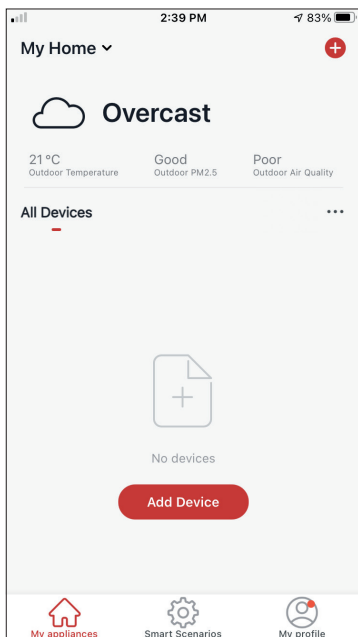 2:39 PM
83%
My Home
Overcast
21 °C
Good
Poor
Outdoor Temperature
Outdoor PM2.5
Outdoor Air Quality
All Devices
No devices
Add Device
My appliances
Smart Scenarios
My profile